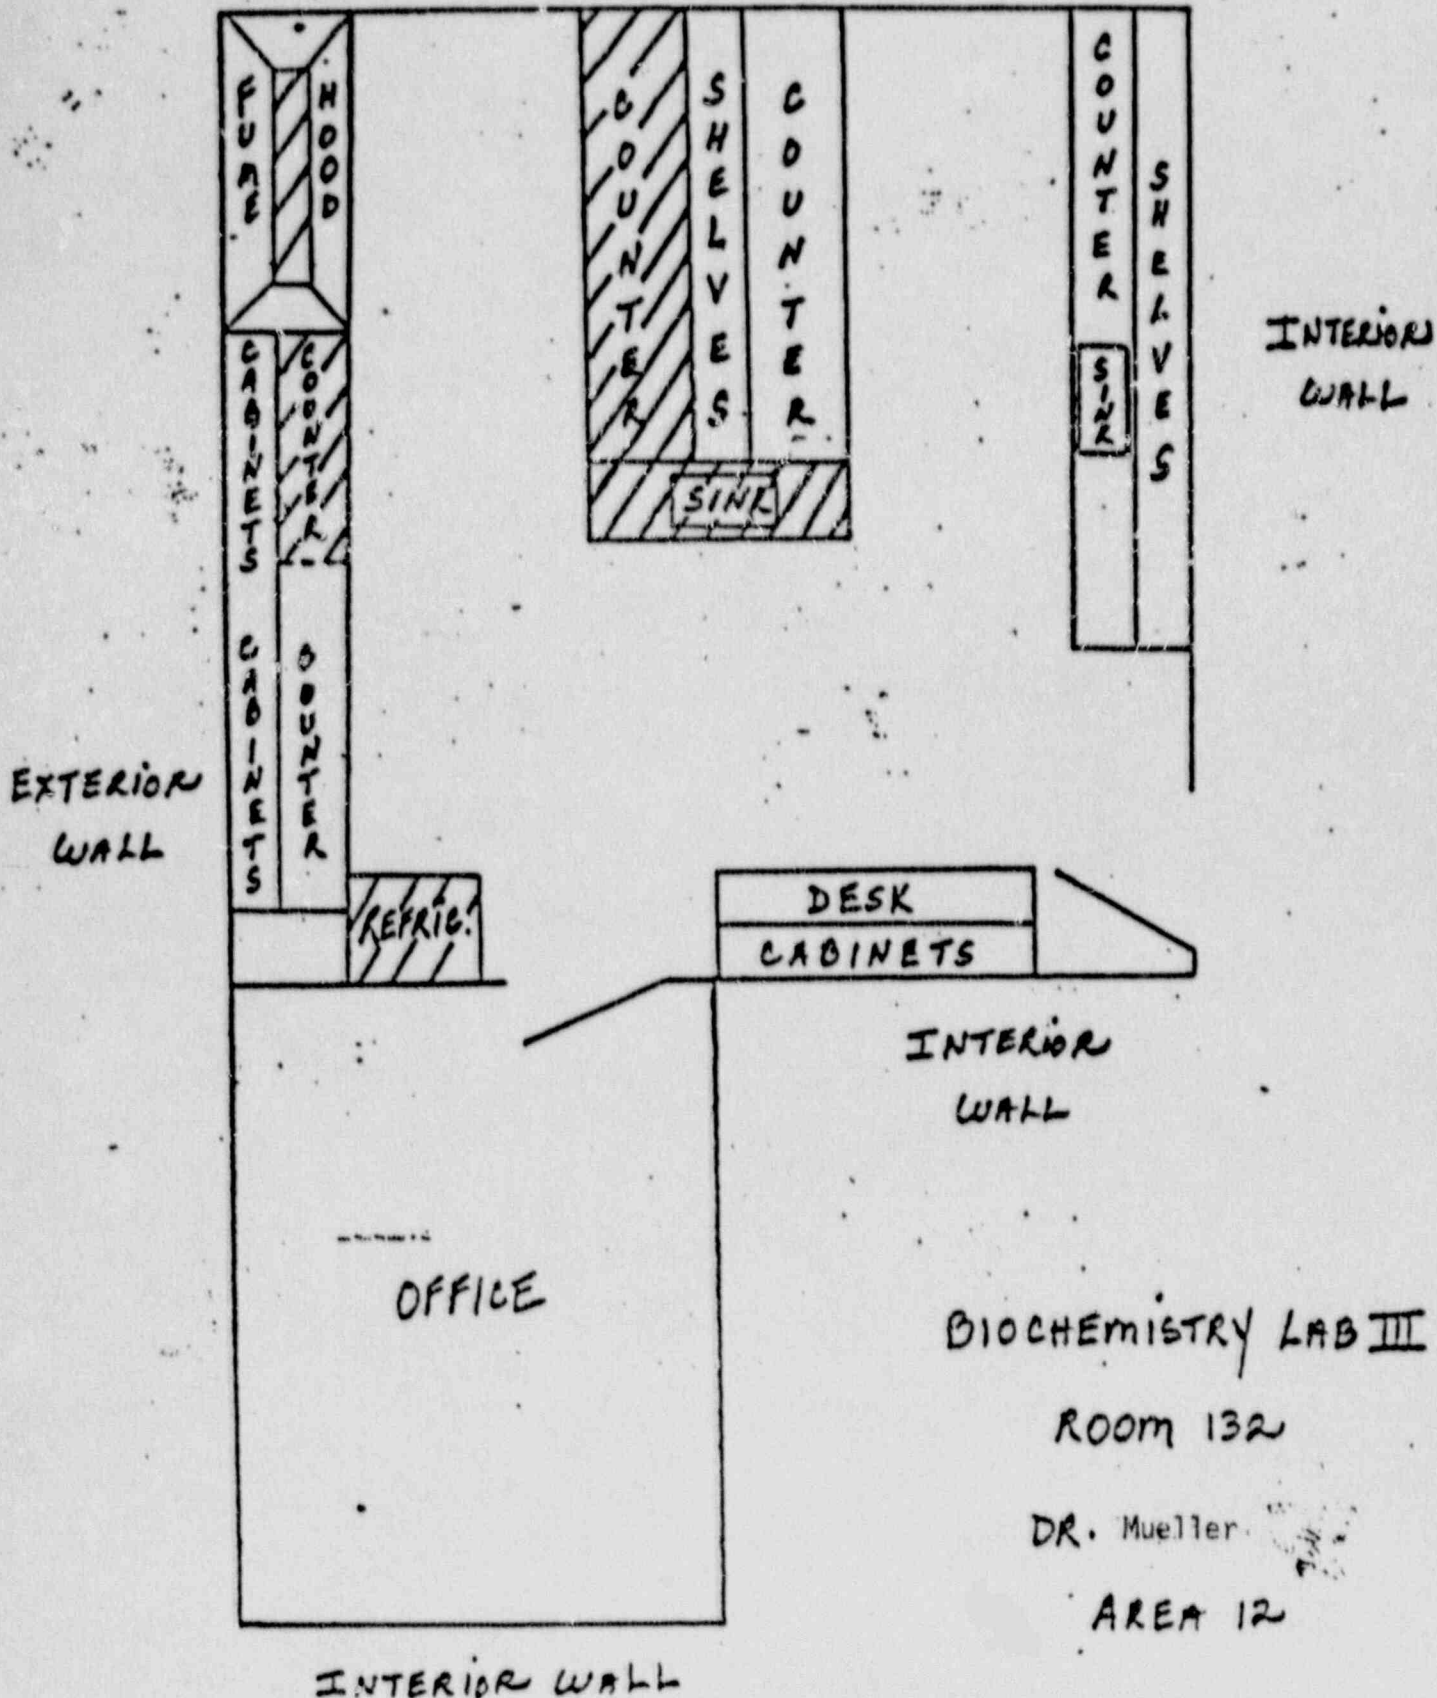 FUME
HOOD
COUNTER
SHELVES
COUNTER
COUNTER
SHELVES
SINK
INTERIOR
WALL
CABINETS
COUNTER
SINK
CABINETS
COUNTER
EXTERIOR
WALL
REFRIG.
DESK
CABINETS
INTERIOR
WALL
OFFICE
BIOCHEMISTRY LAB III
ROOM 132
DR. Mueller
AREA 12
INTERIOR WALL